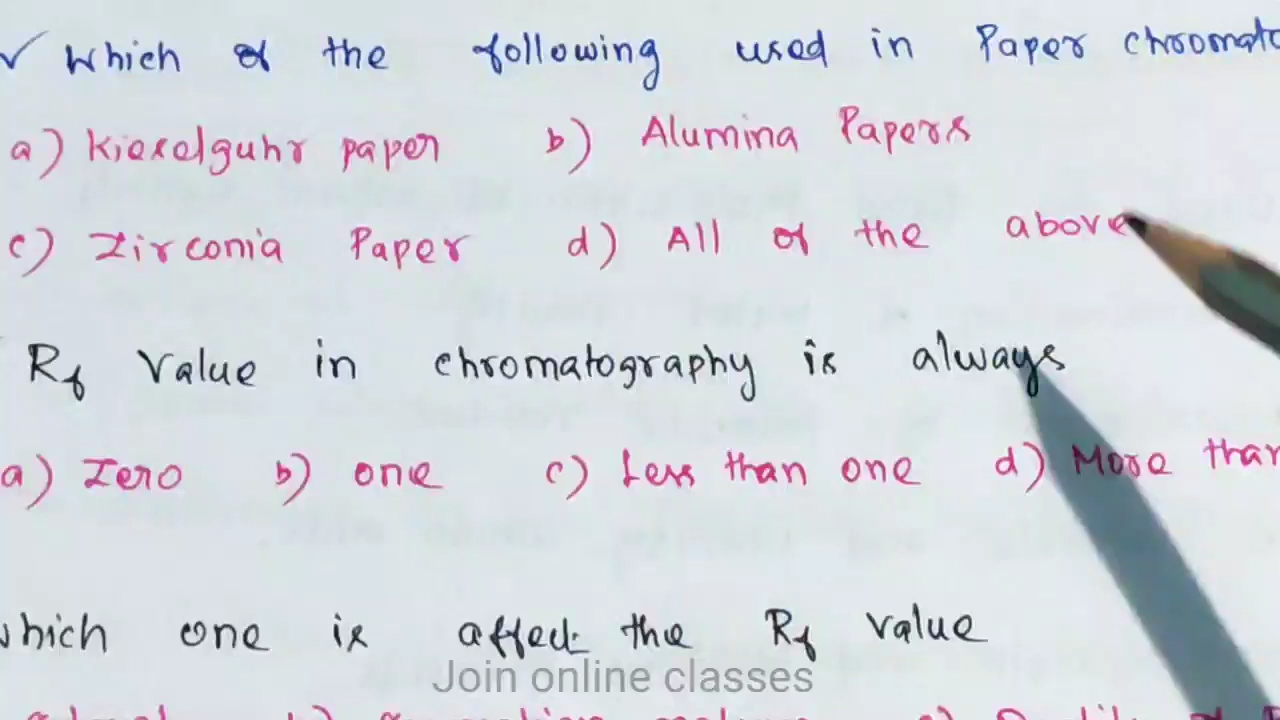 Which of the following used in Paper chromato
a) Kieselguhr paper b) Alumina Papers
c) Zirconia Paper d) All of the above
Rf Value in chromatography is always
a) Zero b) one c) Less than one d) More than
which one is affect the Rf value
Join online classes